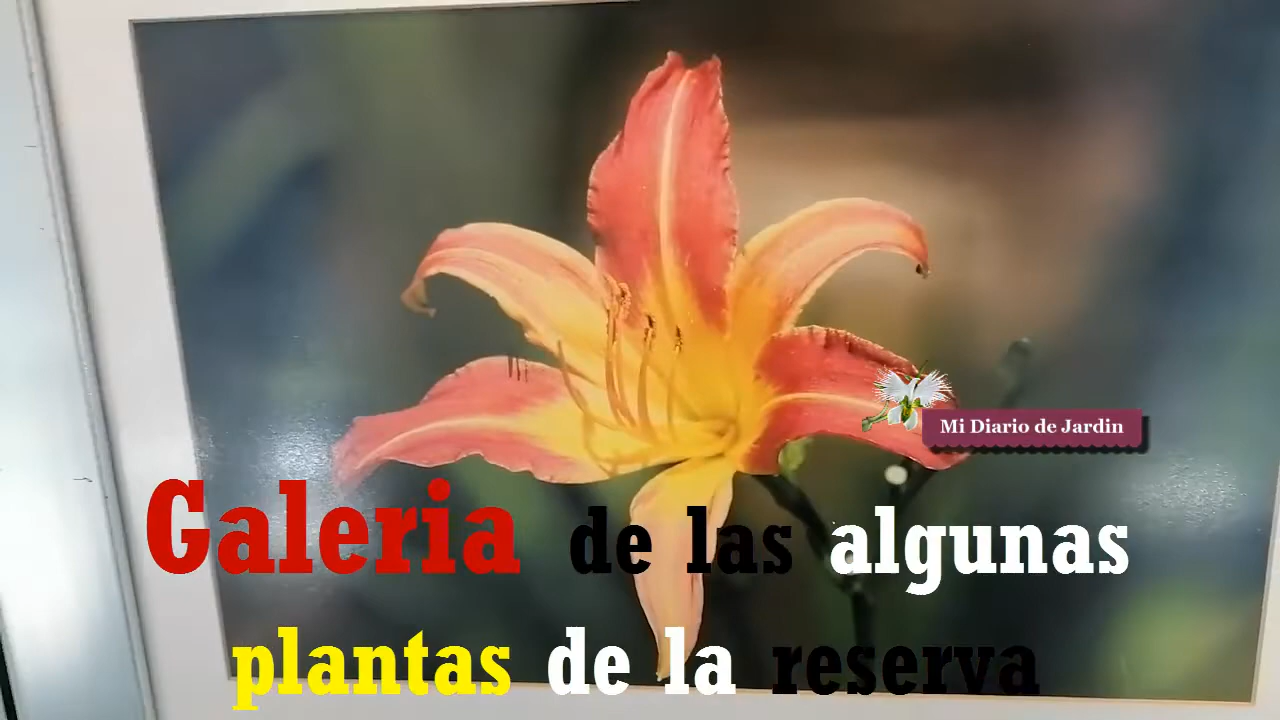 Mi Diario de Jardin
Galeria de las algunas
plantas de la reserva